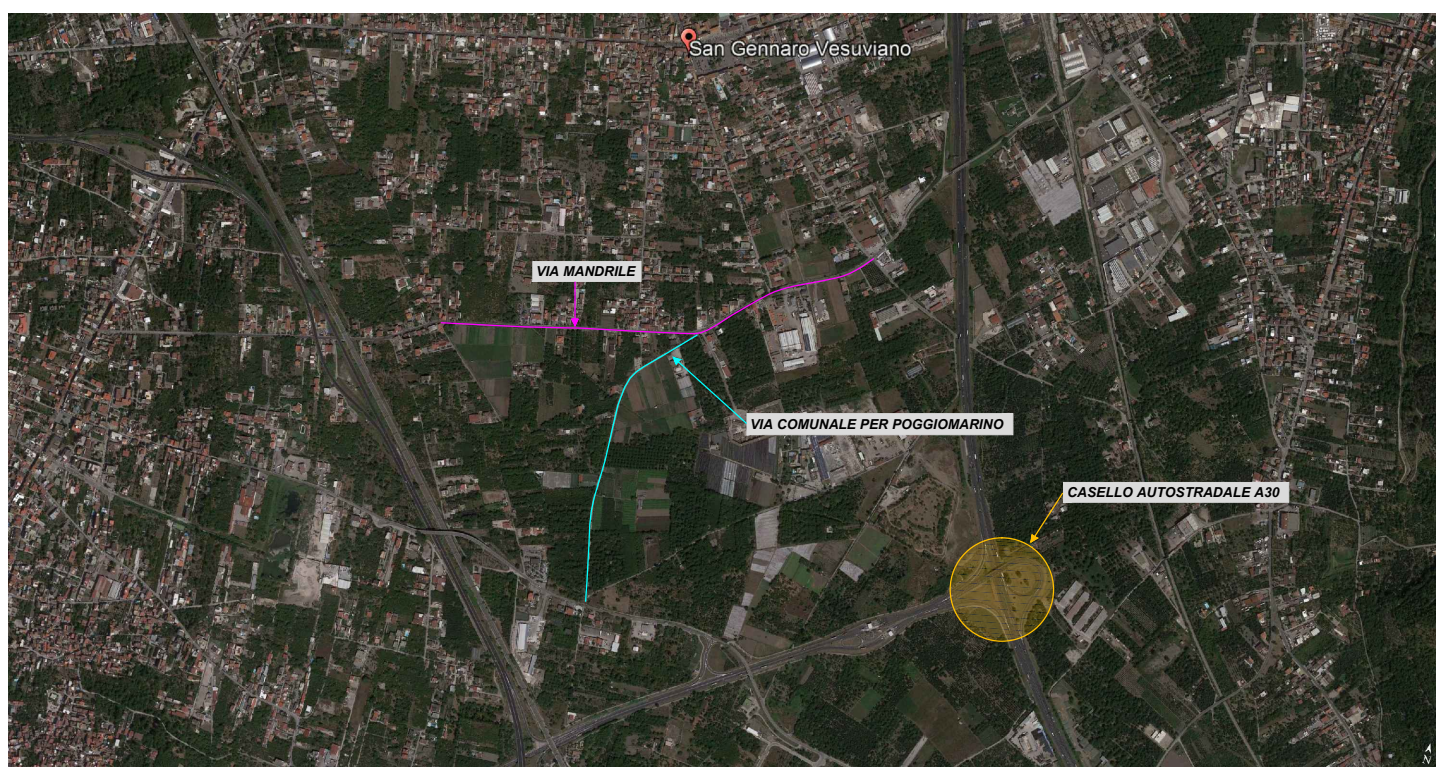 San Gennaro Vesuviano
VIA MANDRILE
VIA COMUNALE PER POGGIOMARINO
CASELLO AUTOSTRADALE A30
N